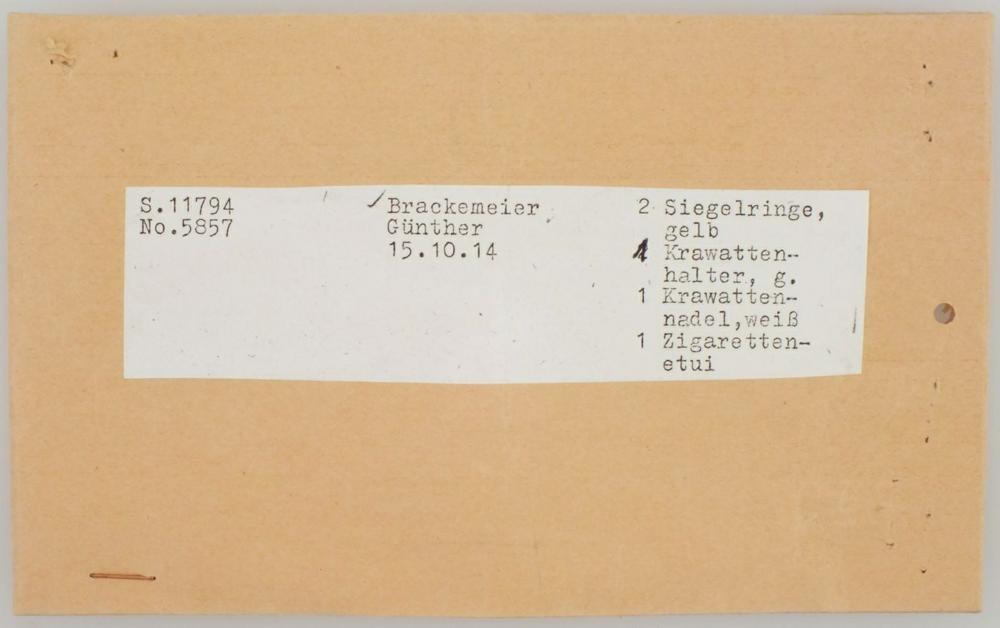 S.11794
No.5857
Brackemeier
Günther
15.10.14
2 Siegelringe,
gelb
1 Krawatten-
halter, g.
1 Krawatten-
nadel,weiß
1 Zigaretten-
etui